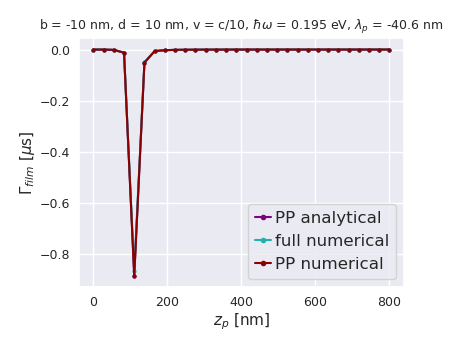 b = -10 nm, d = 10 nm, v = c/10, ℏω = 0.195 eV, λ_p = -40.6 nm
0.0
−0.2
−0.4
−0.6
−0.8
Γ_film [μs]
PP analytical
full numerical
PP numerical
0 200 400 600 800
z_p [nm]